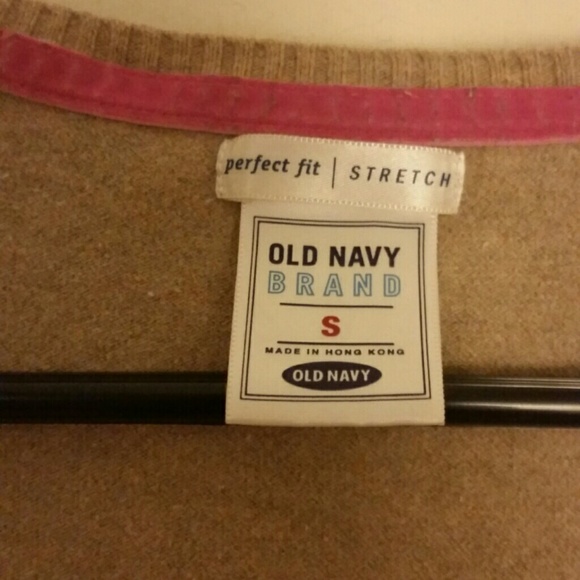 perfect fit | STRETCH
OLD NAVY
BRAND
S
MADE IN HONG KONG
OLD NAVY